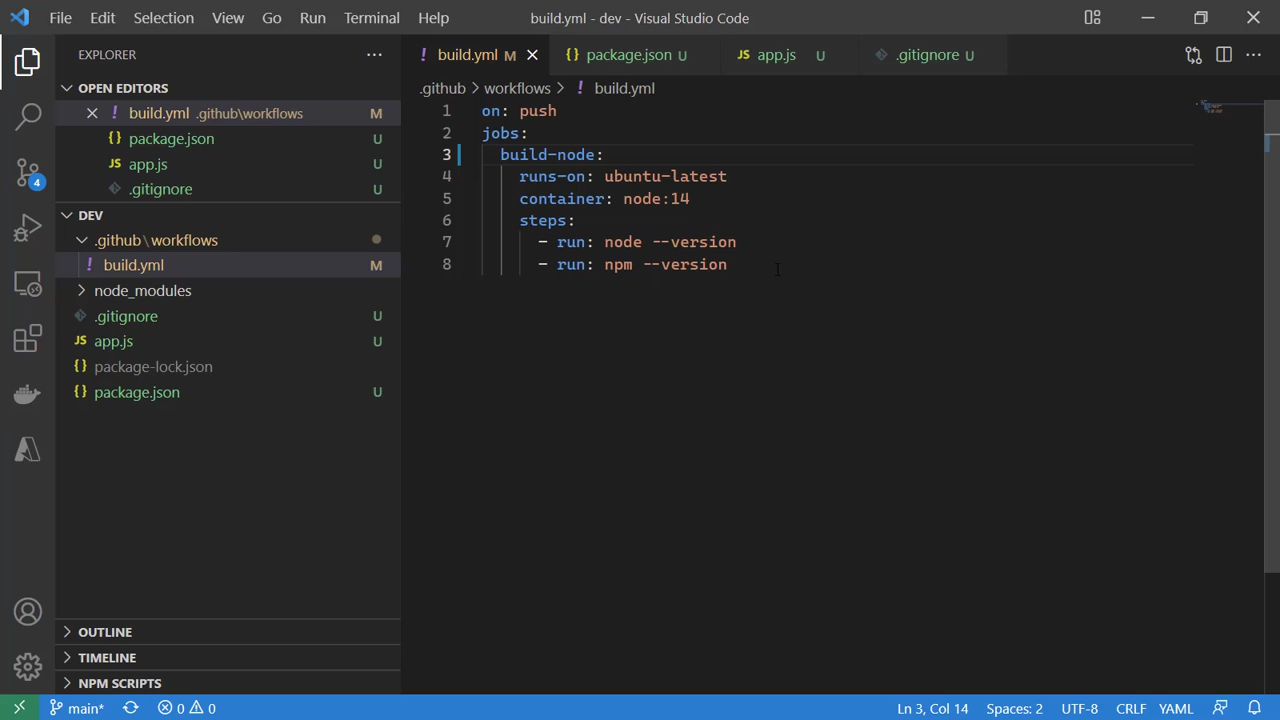 File Edit Selection View Go Run Terminal Help build.yml - dev - Visual Studio Code
EXPLORER
OPEN EDITORS
build.yml .github\workflows M
package.json U
app.js U
.gitignore U
DEV
.github\workflows
build.yml M
node_modules
.gitignore U
app.js U
package-lock.json
package.json U
OUTLINE
TIMELINE
NPM SCRIPTS
4
build.yml M package.json U app.js U .gitignore U
.github > workflows > build.yml
1 on: push
2 jobs:
3 build-node:
4 runs-on: ubuntu-latest
5 container: node:14
6 steps:
7 - run: node --version
8 - run: npm --version
main* 0 0 Ln 3, Col 14 Spaces: 2 UTF-8 CRLF YAML